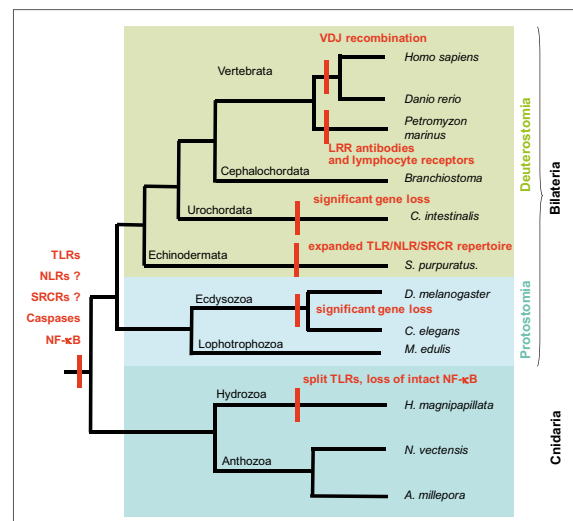 VDJ recombination
Homo sapiens
Vertebrata
Danio rerio
Petromyzon
marinus
LRR antibodies
and lymphocyte receptors
Cephalochordata
Branchiostoma
significant gene loss
Urochordata
C. intestinalis
expanded TLR/NLR/SRCR repertoire
Echinodermata
S. purpuratus.
Deuterostomia
Bilateria
TLRs
NLRs ?
SRCRs ?
Caspases
NF-κB
Ecdysozoa
D. melanogaster
significant gene loss
C. elegans
Lophotrophozoa
M. edulis
Protostomia
split TLRs, loss of intact NF-κB
Hydrozoa
H. magnipapillata
N. vectensis
Anthozoa
A. millepora
Cnidaria